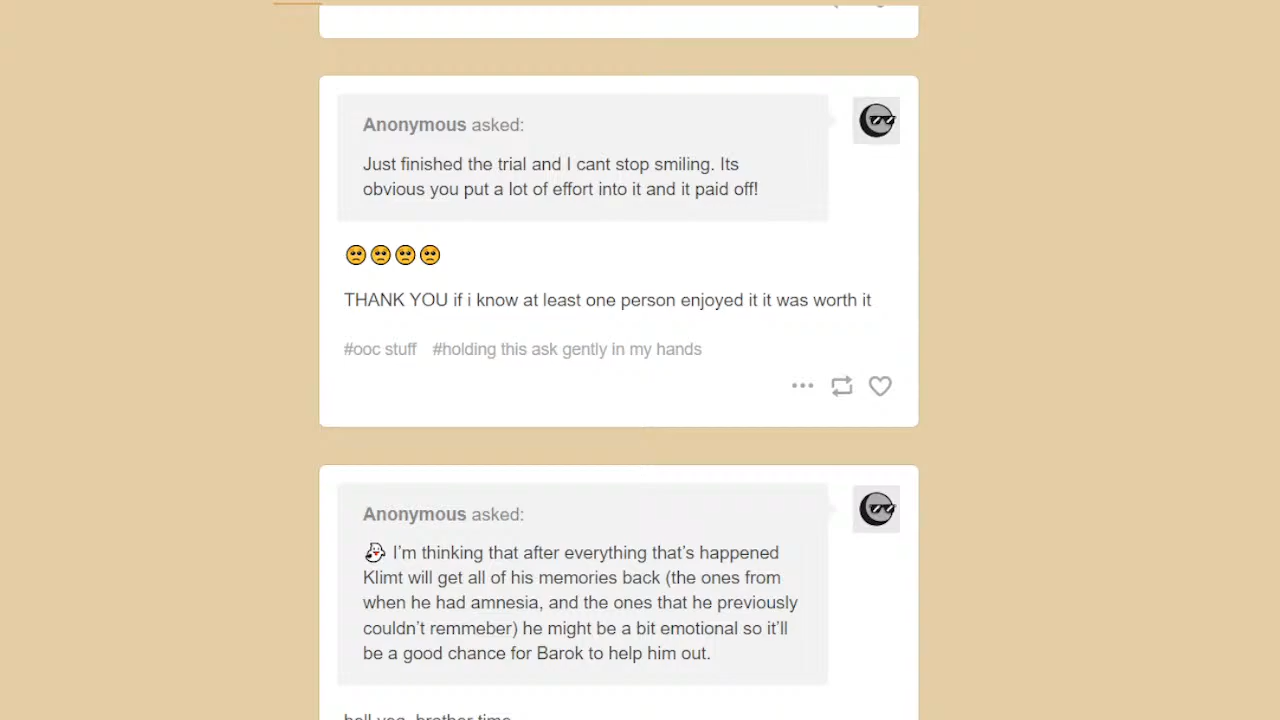 Anonymous asked:
Just finished the trial and I cant stop smiling. Its
obvious you put a lot of effort into it and it paid off!
🥺🥺🥺🥺
THANK YOU if i know at least one person enjoyed it it was worth it
#ooc stuff #holding this ask gently in my hands
Anonymous asked:
👻 I'm thinking that after everything that's happened
Klimt will get all of his memories back (the ones from
when he had amnesia, and the ones that he previously
couldn't remmeber) he might be a bit emotional so it'll
be a good chance for Barok to help him out.
brother time